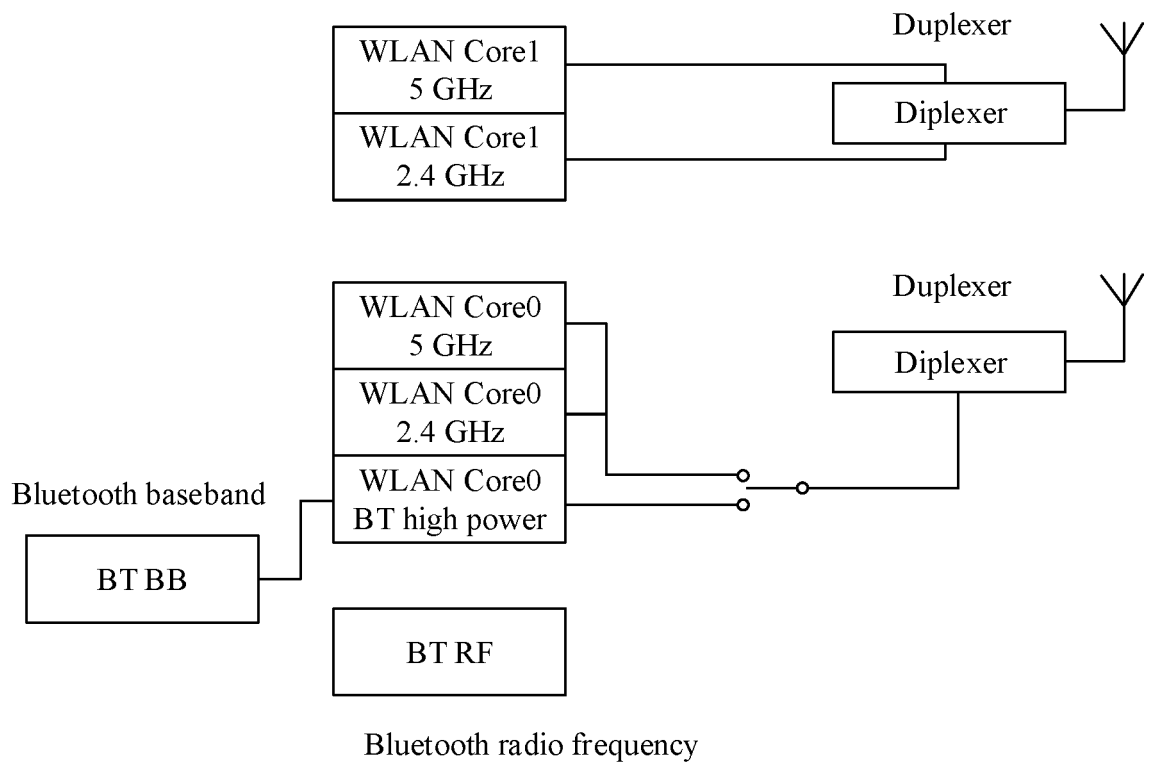 Duplexer
WLAN Core1
5 GHz
Diplexer
WLAN Core1
2.4 GHz
Duplexer
WLAN Core0
5 GHz
Diplexer
WLAN Core0
2.4 GHz
WLAN Core0
BT high power
Bluetooth baseband
BT BB
BT RF
Bluetooth radio frequency